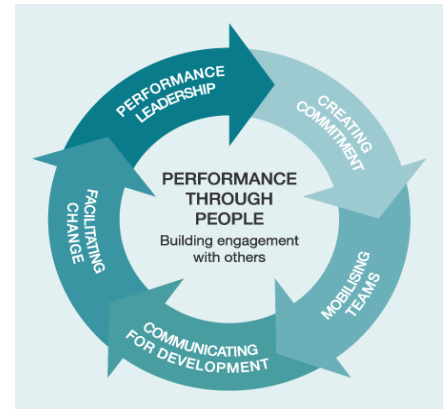 PERFORMANCE
LEADERSHIP
CREATING
COMMITMENT
MOBILISING
TEAMS
COMMUNICATING
FOR DEVELOPMENT
FACILITATING
CHANGE
PERFORMANCE
THROUGH
PEOPLE
Building engagement
with others